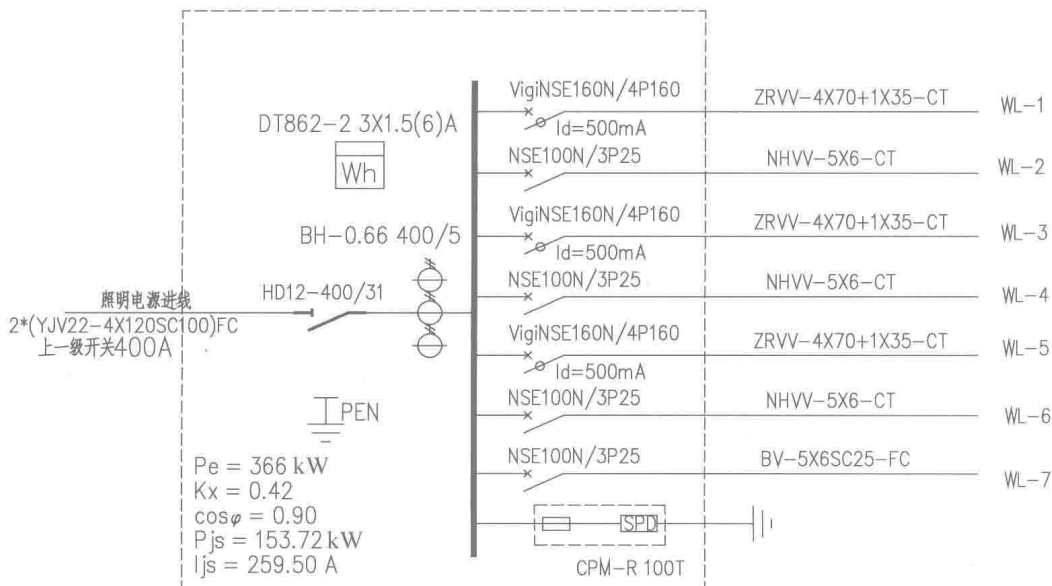 VigiNSE160N/4P160
ZRVV-4X70+1X35-CT
WL-1
Id=500mA
DT862-2 3X1.5(6)A
Wh
NSE100N/3P25
NHVV-5X6-CT
WL-2
VigiNSE160N/4P160
ZRVV-4X70+1X35-CT
WL-3
Id=500mA
BH-0.66 400/5
NSE100N/3P25
NHVV-5X6-CT
WL-4
照明电源进线
HD12-400/31
2*(YJV22-4X120SC100)FC
上一级开关400A
VigiNSE160N/4P160
ZRVV-4X70+1X35-CT
WL-5
Id=500mA
NSE100N/3P25
NHVV-5X6-CT
WL-6
PEN
NSE100N/3P25
BV-5X6SC25-FC
WL-7
Pe = 366 kW
Kx = 0.42
cosφ = 0.90
Pjs = 153.72 kW
Ijs = 259.50 A
SPD
CPM-R 100T